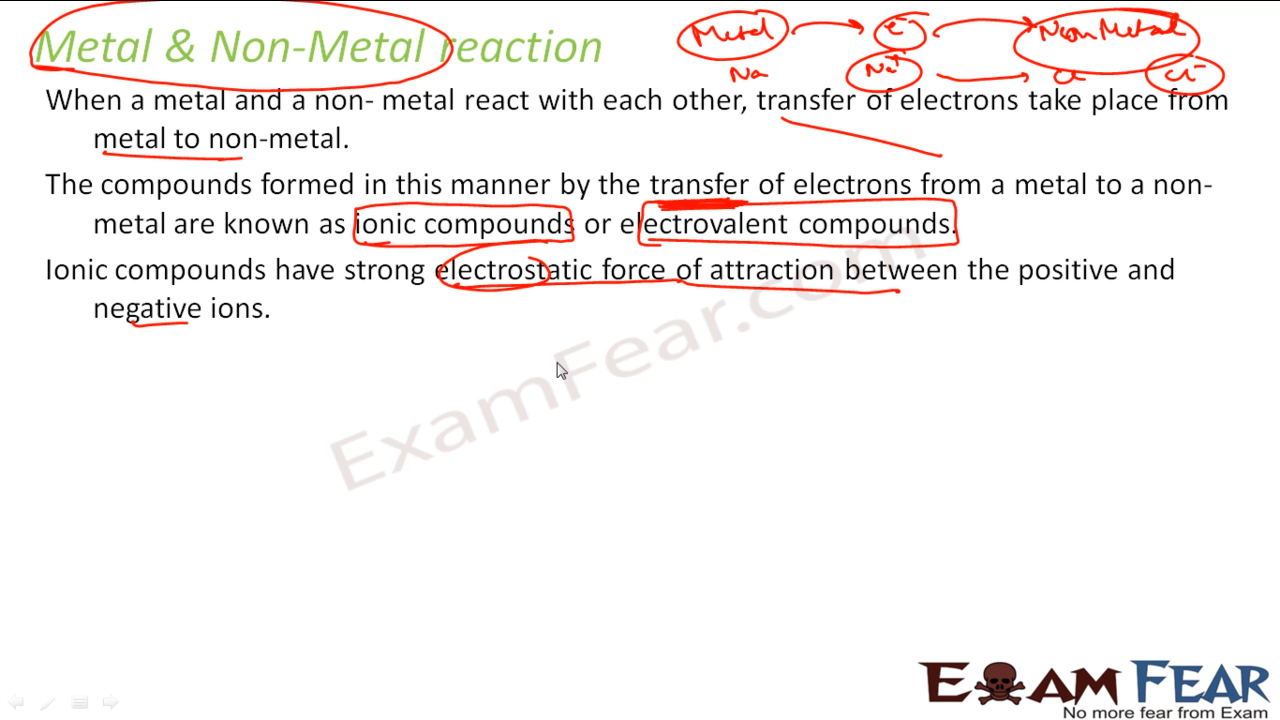 Metal & Non-Metal reaction
Metal e⁻ Non Metal
Na Na⁺ Cl Cl⁻
When a metal and a non- metal react with each other, transfer of electrons take place from
metal to non-metal.
The compounds formed in this manner by the transfer of electrons from a metal to a non-
metal are known as ionic compounds or electrovalent compounds.
Ionic compounds have strong electrostatic force of attraction between the positive and
negative ions.
ExamFear.com
EXAM FEAR
No more fear from Exam